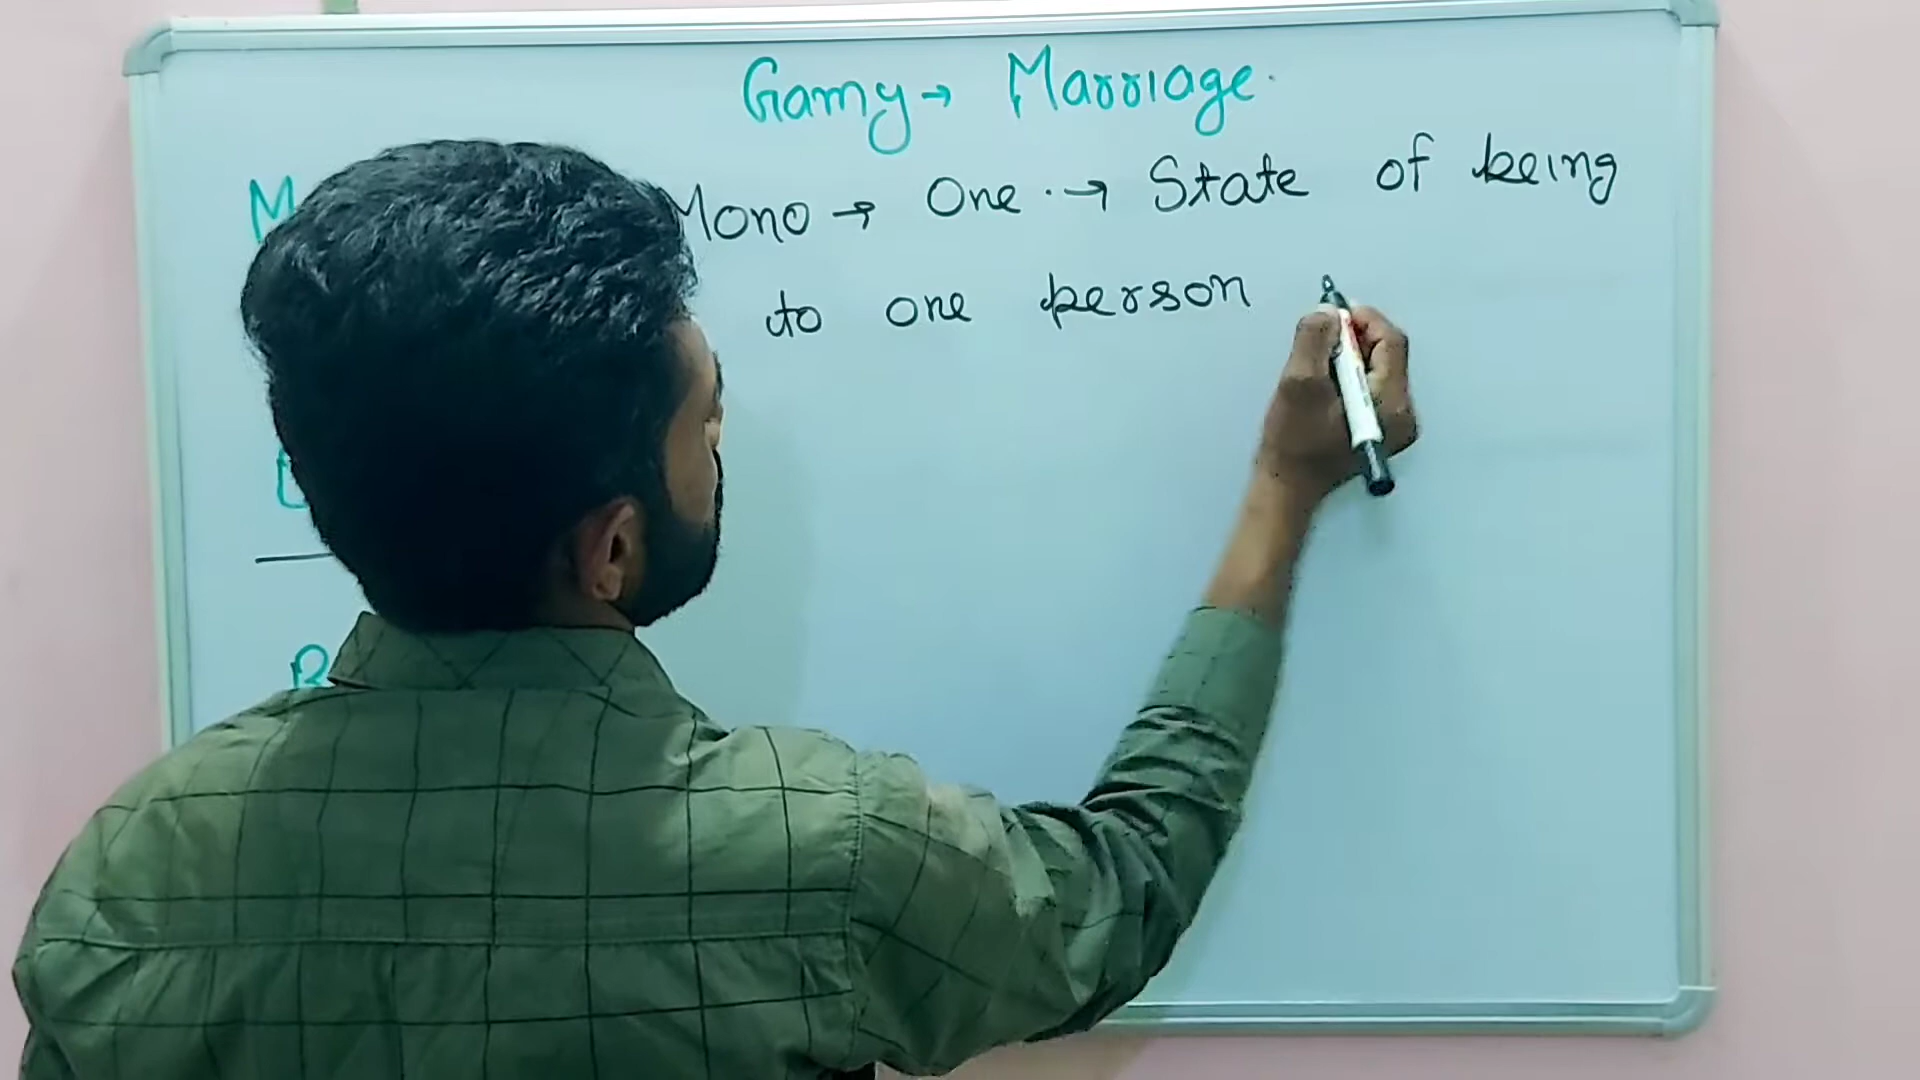 Gamy → Marriage.
Mono → One. → State of being
to one person